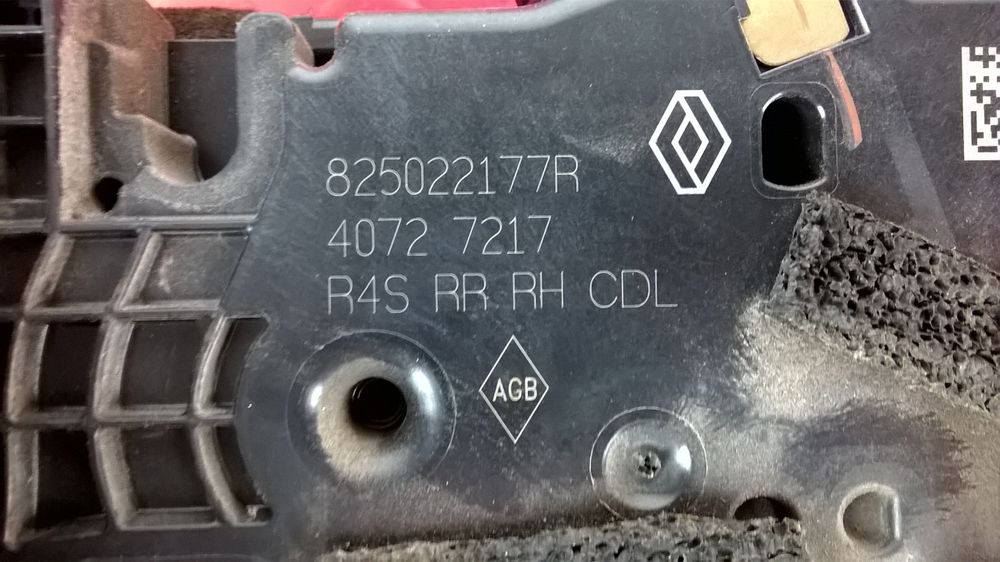 825022177R
4072 7217
R4S RR RH CDL
AGB